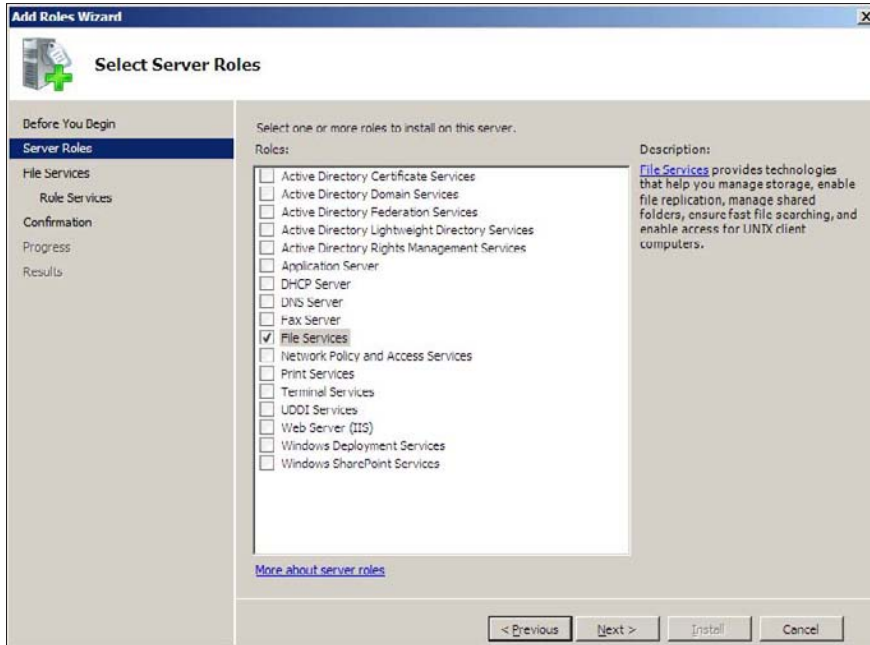 Add Roles Wizard
Select Server Roles
Before You Begin
Server Roles
File Services
Role Services
Confirmation
Progress
Results
Select one or more roles to install on this server.
Roles:
Active Directory Certificate Services
Active Directory Domain Services
Active Directory Federation Services
Active Directory Lightweight Directory Services
Active Directory Rights Management Services
Application Server
DHCP Server
DNS Server
Fax Server
File Services
Network Policy and Access Services
Print Services
Terminal Services
UDDI Services
Web Server (IIS)
Windows Deployment Services
Windows SharePoint Services
More about server roles
Description:
File Services provides technologies
that help you manage storage, enable
file replication, manage shared
folders, ensure fast file searching, and
enable access for UNIX client
computers.
< Previous
Next >
Install
Cancel